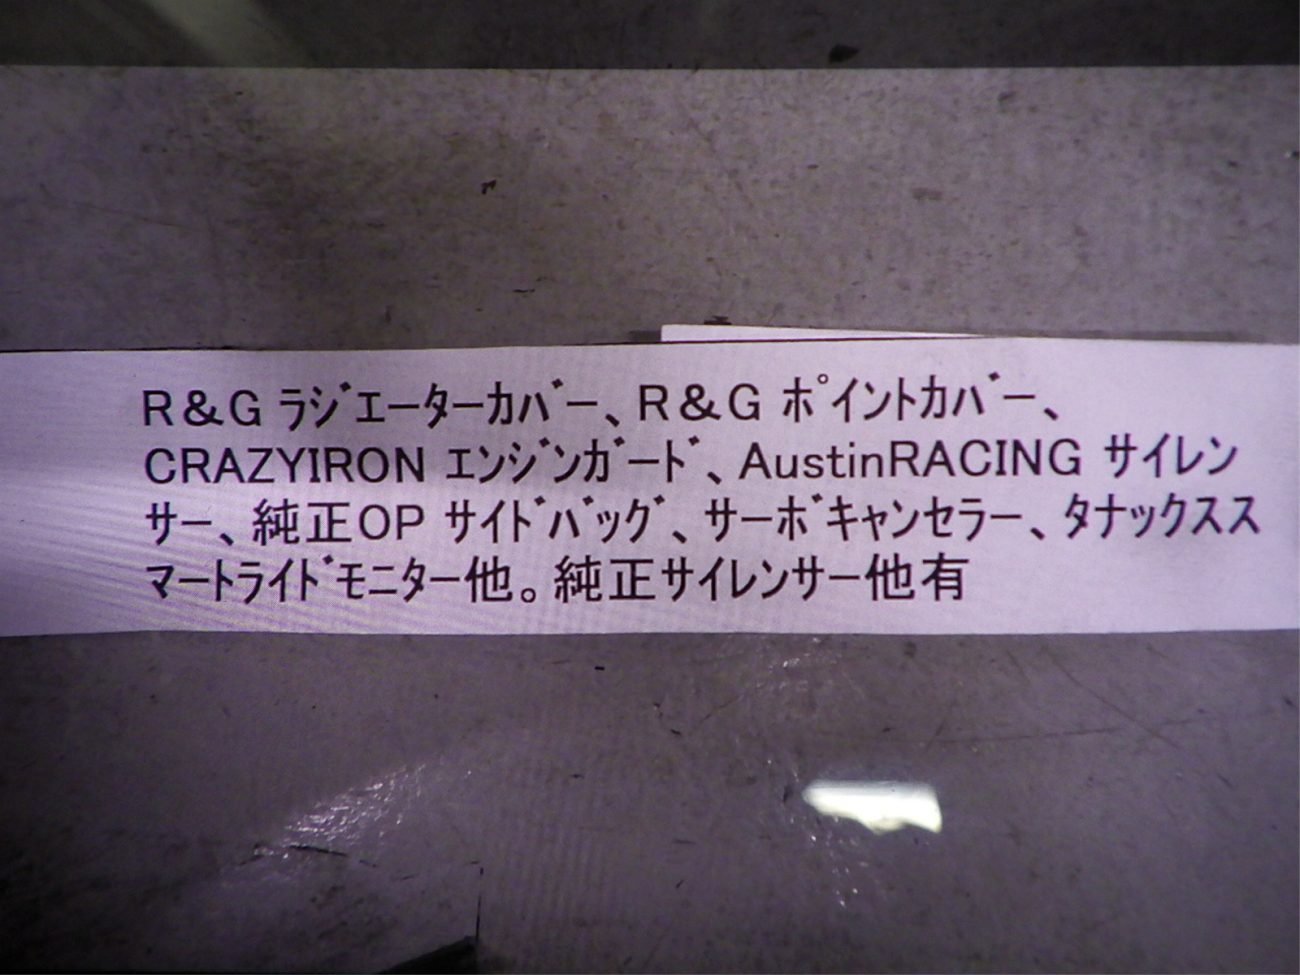 R&G ﾗｼﾞｴｰﾀｰｶﾊﾞｰ、R&G ﾎﾟｲﾝﾄｶﾊﾞｰ、
CRAZYIRON ｴﾝｼﾞﾝｶﾞｰﾄﾞ、AustinRACING ｻｲﾚﾝ
ｻｰ、純正OP ｻｲﾄﾞﾊﾞｯｸﾞ、ｻｰﾎﾞｷｬﾝｾﾗｰ、ﾀﾅｯｸｽｽ
ﾏｰﾄﾗｲﾄﾞﾓﾆﾀｰ他。純正ｻｲﾚﾝｻｰ他有